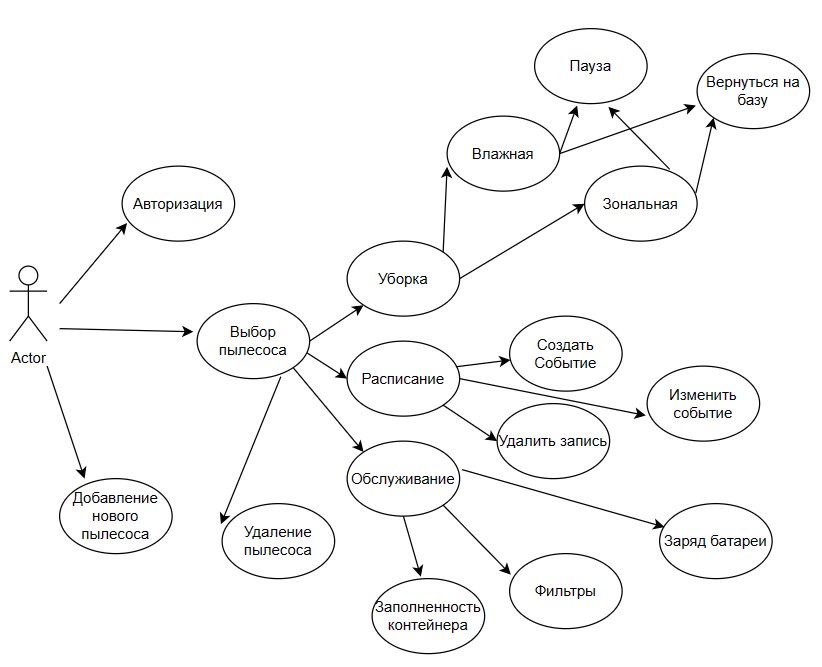 Пауза
Вернуться на
базу
Влажная
Авторизация
Зональная
Уборка
Actor
Выбор
пылесоса
Создать
Событие
Расписание
Изменить
событие
Удалить запись
Обслуживание
Добавление
нового
пылесоса
Удаление
пылесоса
Заряд батареи
Фильтры
Заполненность
контейнера